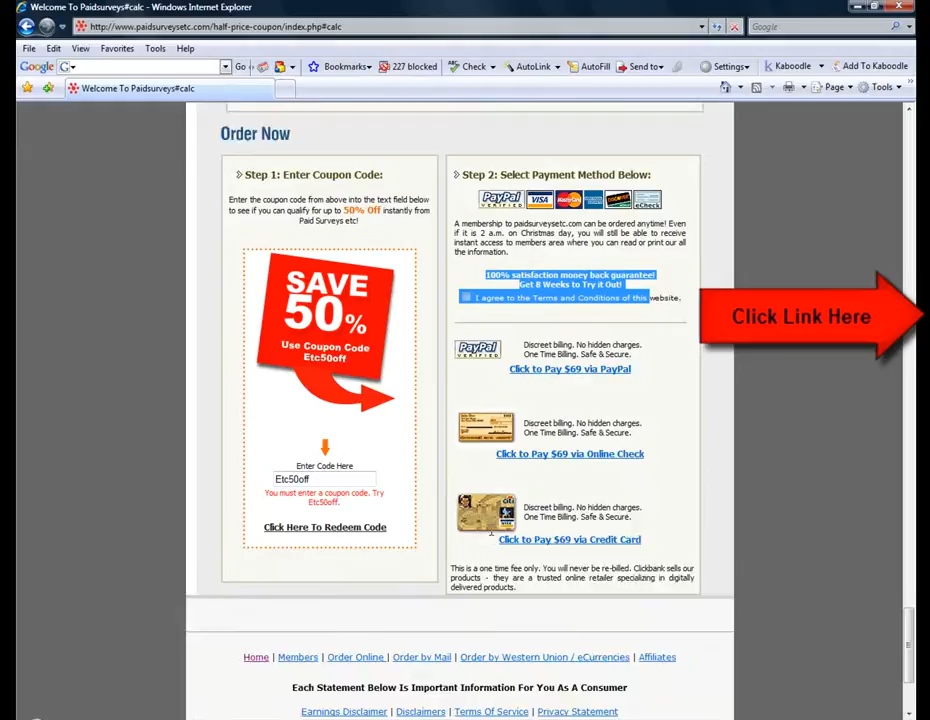 Welcome To Paidsurveys#calc - Windows Internet Explorer
http://www.paidsurveysetc.com/half-price-coupon/index.php#calc
Google
File Edit View Favorites Tools Help
Google G Go Bookmarks 227 blocked Check AutoLink AutoFill Send to Settings Kaboodle Add To Kaboodle
Welcome To Paidsurveys#calc Page Tools
Order Now
Step 1: Enter Coupon Code:
Enter the coupon code from above into the text field below
to see if you can qualify for up to 50% Off instantly from
Paid Surveys etc!
SAVE
50%
Use Coupon Code
Etc50off
Enter Code Here
Etc50off
You must enter a coupon code. Try
Etc50off.
Click Here To Redeem Code
Step 2: Select Payment Method Below:
PayPal VERIFIED VISA MasterCard DISCOVER eCheck
A membership to paidsurveysetc.com can be ordered anytime! Even
if it is 2 a.m. on Christmas day, you will still be able to receive
instant access to members area where you can read or print our all
the information.
100% satisfaction money back guarantee!
Get 8 Weeks to Try it Out!
I agree to the Terms and Conditions of this website.
PayPal
VERIFIED
Discreet billing. No hidden charges.
One Time Billing. Safe & Secure.
Click to Pay $69 via PayPal
Discreet billing. No hidden charges.
One Time Billing. Safe & Secure.
Click to Pay $69 via Online Check
citi
VISA
Discreet billing. No hidden charges.
One Time Billing. Safe & Secure.
Click to Pay $69 via Credit Card
This is a one time fee only. You will never be re-billed. Clickbank sells our
products - they are a trusted online retailer specializing in digitally
delivered products.
Click Link Here
Home | Members | Order Online | Order by Mail | Order by Western Union / eCurrencies | Affiliates
Each Statement Below Is Important Information For You As A Consumer
Earnings Disclaimer | Disclaimers | Terms Of Service | Privacy Statement